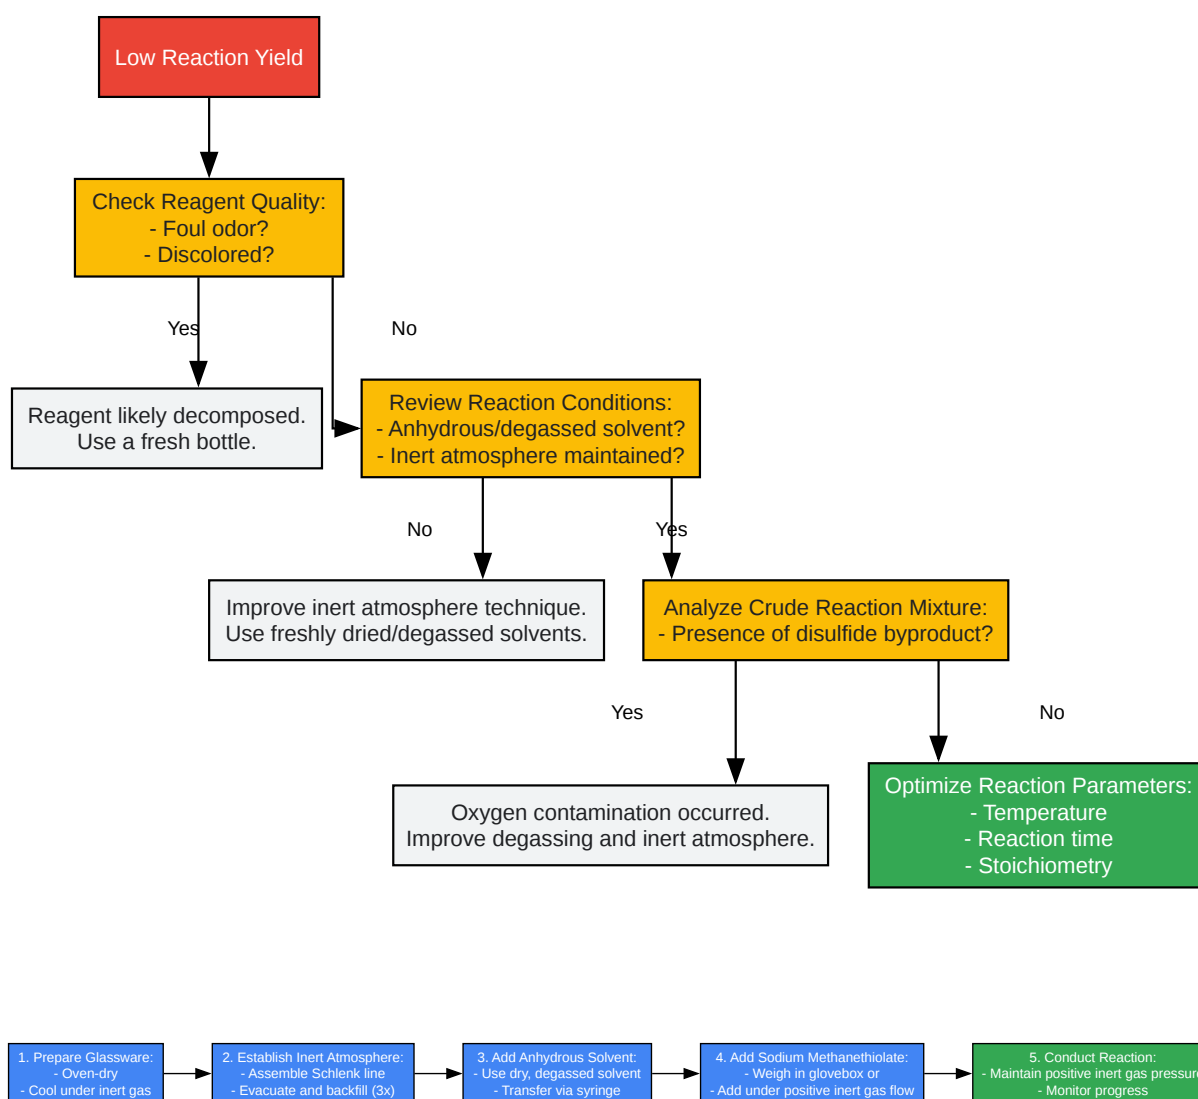 Low Reaction Yield
Check Reagent Quality:
- Foul odor?
- Discolored?
Yes
No
Reagent likely decomposed.
Use a fresh bottle.
Review Reaction Conditions:
- Anhydrous/degassed solvent?
- Inert atmosphere maintained?
No
Yes
Improve inert atmosphere technique.
Use freshly dried/degassed solvents.
Analyze Crude Reaction Mixture:
- Presence of disulfide byproduct?
Yes
No
Oxygen contamination occurred.
Improve degassing and inert atmosphere.
Optimize Reaction Parameters:
- Temperature
- Reaction time
- Stoichiometry
1. Prepare Glassware:
- Oven-dry
- Cool under inert gas
2. Establish Inert Atmosphere:
- Assemble Schlenk line
- Evacuate and backfill (3x)
3. Add Anhydrous Solvent:
- Use dry, degassed solvent
- Transfer via syringe
4. Add Sodium Methanethiolate:
- Weigh in glovebox or
- Add under positive inert gas flow
5. Conduct Reaction:
- Maintain positive inert gas pressure
- Monitor progress